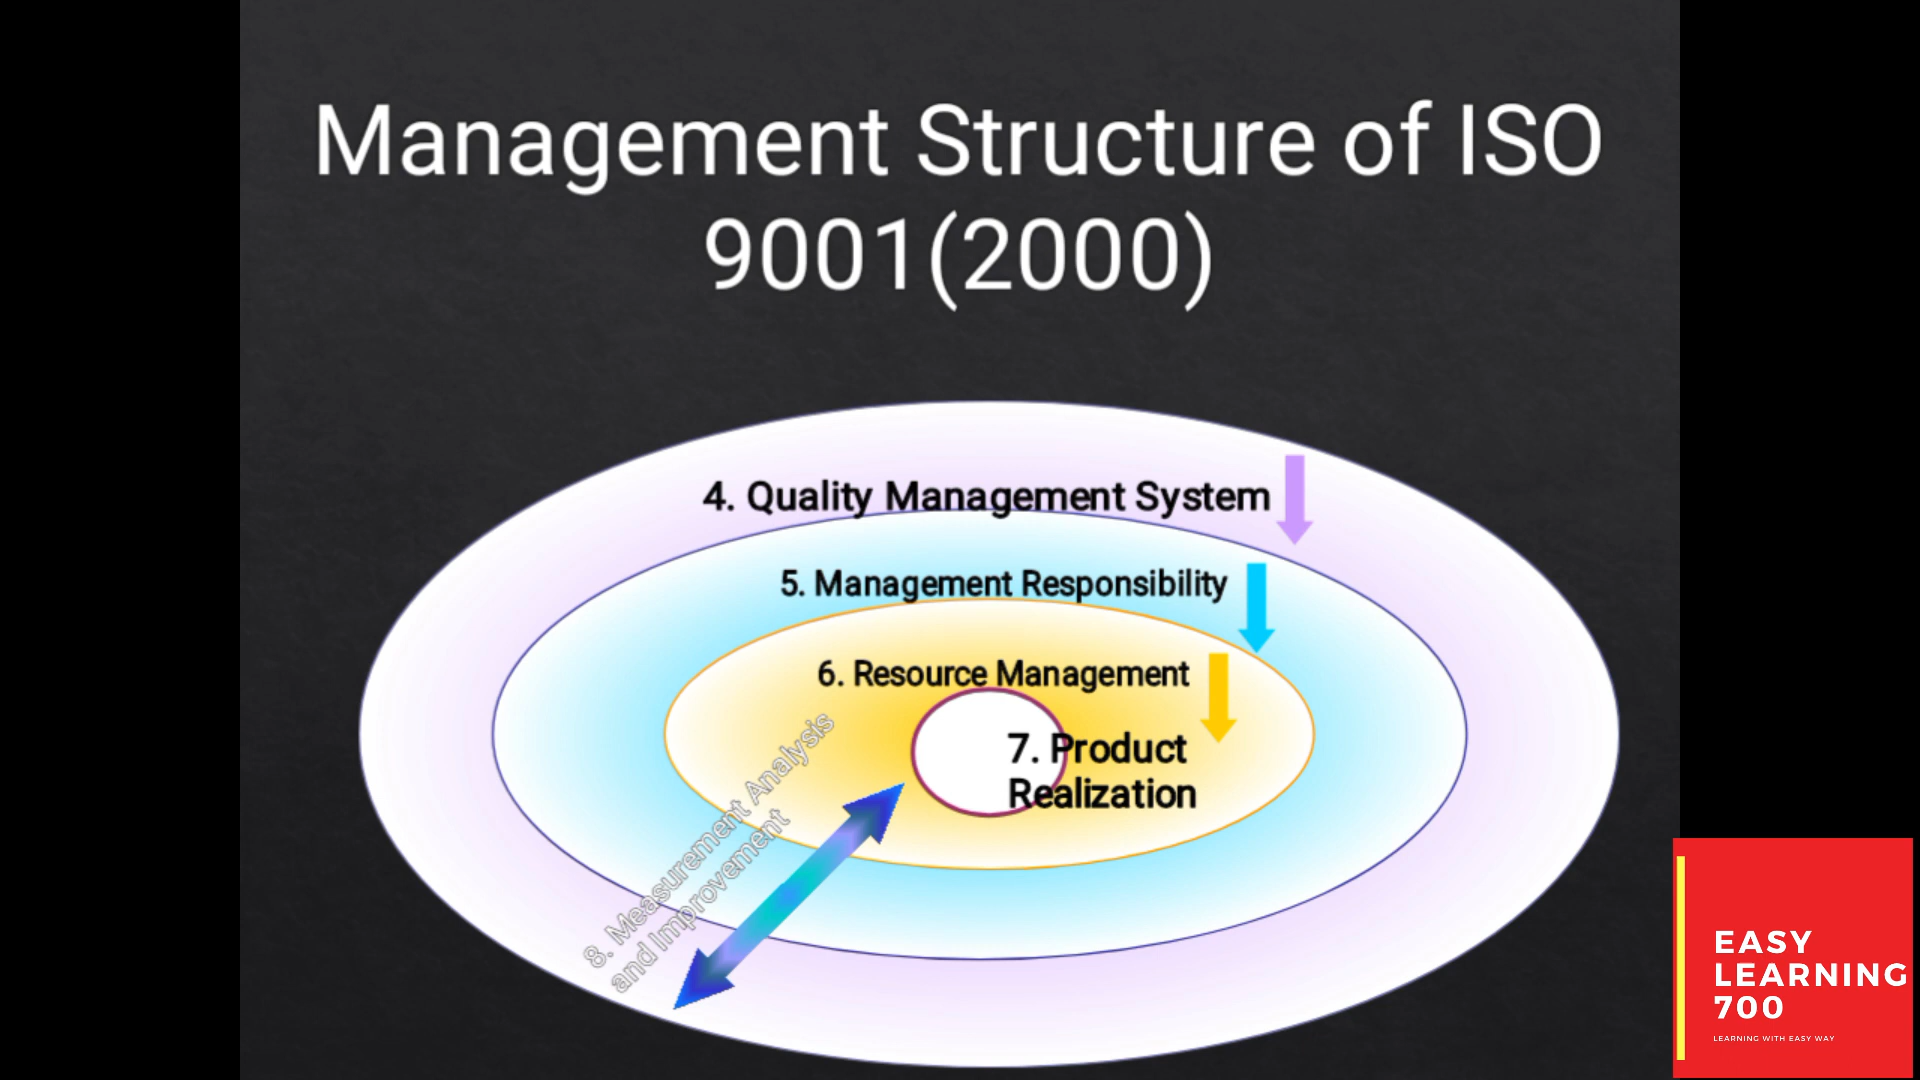 Management Structure of ISO
9001(2000)
4. Quality Management System
5. Management Responsibility
6. Resource Management
7. Product
Realization
8. Measurement Analysis
and Improvement
EASY
LEARNING
700
LEARNING WITH EASY WAY